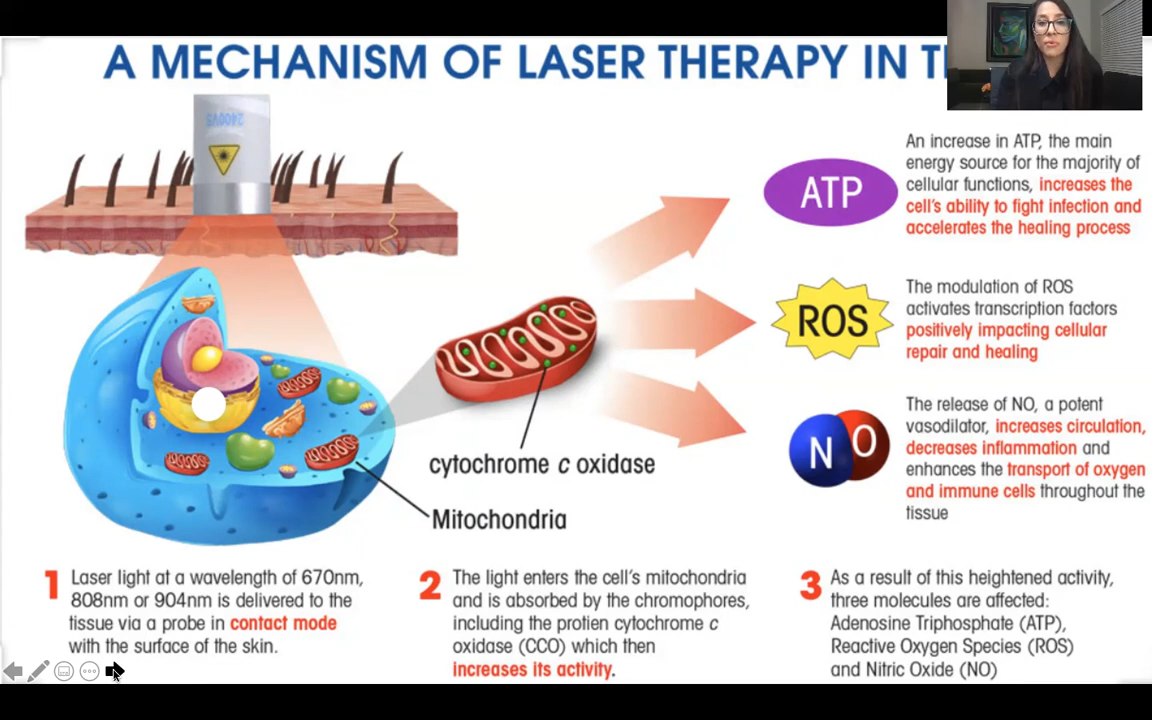 A MECHANISM OF LASER THERAPY IN
2400VS
ATP
An increase in ATP, the main
energy source for the majority of
cellular functions, increases the
cell's ability to fight infection and
accelerates the healing process
ROS
The modulation of ROS
activates transcription factors
positively impacting cellular
repair and healing
NO
The release of NO, a potent
vasodilator, increases circulation,
decreases inflammation and
enhances the transport of oxygen
and immune cells throughout the
tissue
cytochrome c oxidase
Mitochondria
1 Laser light at a wavelength of 670nm,
808nm or 904nm is delivered to the
tissue via a probe in contact mode
with the surface of the skin.
2 The light enters the cell's mitochondria
and is absorbed by the chromophores,
including the protien cytochrome c
oxidase (CCO) which then
increases its activity.
3 As a result of this heightened activity,
three molecules are affected:
Adenosine Triphosphate (ATP),
Reactive Oxygen Species (ROS)
and Nitric Oxide (NO)